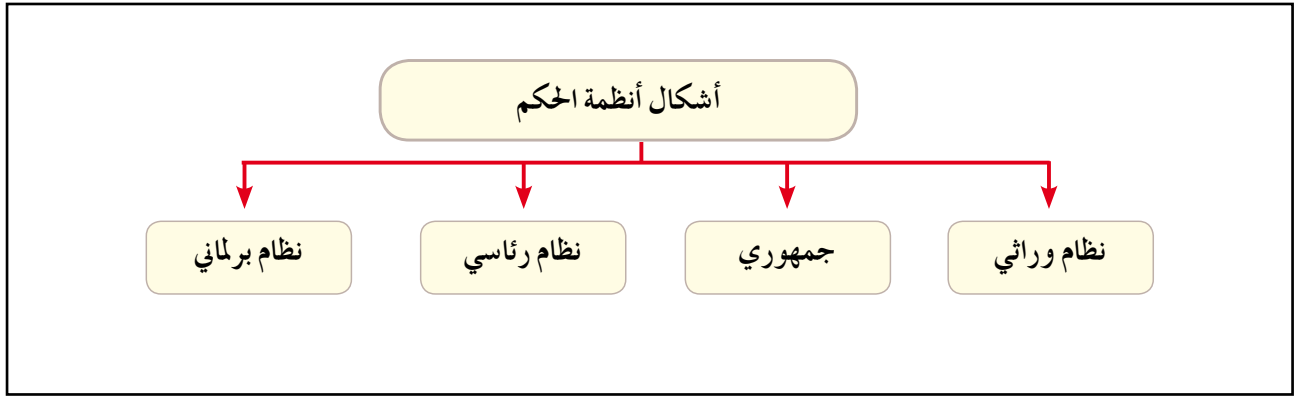 أشكال أنظمة الحكم
نظام وراثي
جمهوري
نظام رئاسي
نظام برلماني